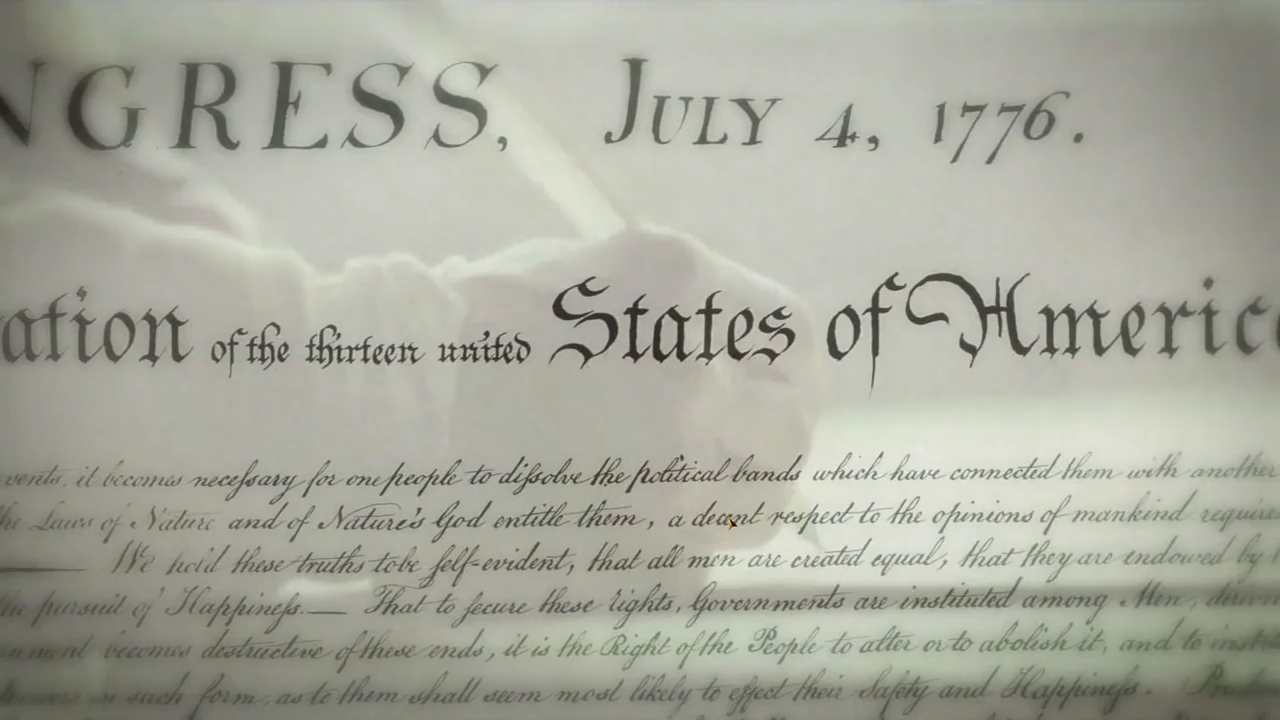 NGRESS, JULY 4, 1776.
ation of the thirteen united States of America
vents, it becomes necessary for one people to dissolve the political bands which have connected them with another
the Laws of Nature and of Nature's God entitle them, a decent respect to the opinions of mankind require
We hold these truths to be self-evident, that all men are created equal, that they are endowed by
the pursuit of Happiness.— That to secure these rights, Governments are instituted among Men, deriv
nment becomes destructive of these ends, it is the Right of the People to alter or to abolish it, and to instit
in such form, as to them shall seem most likely to effect their Safety and Happiness.